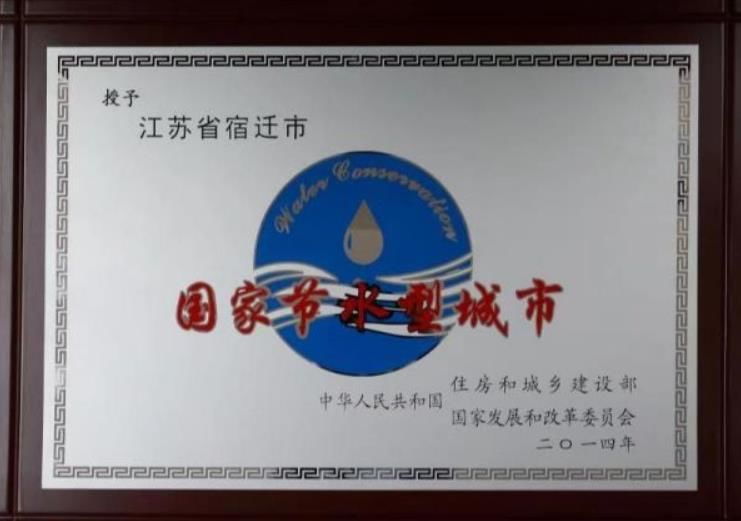 授予
江苏省宿迁市
Water Conservation
国家节水型城市
中华人民共和国
住房和城乡建设部
国家发展和改革委员会
二〇一四年